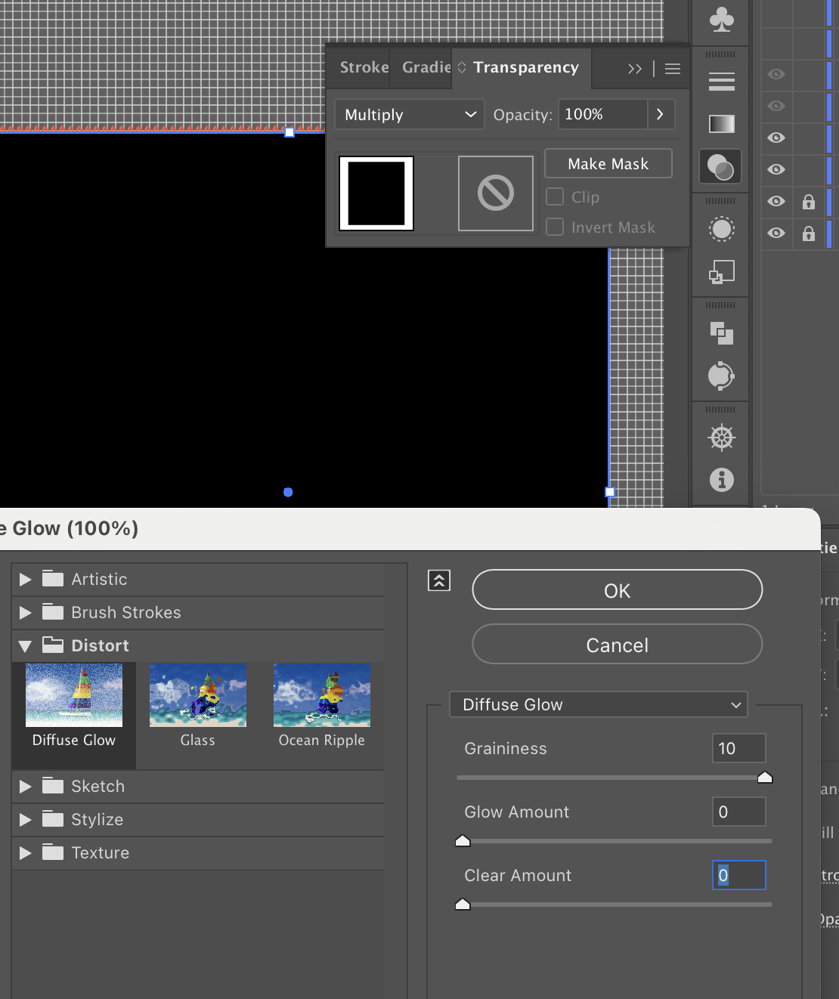 Stroke Gradie Transparency
Multiply Opacity: 100%
Make Mask
Clip
Invert Mask
e Glow (100%)
Artistic
Brush Strokes
Distort
Diffuse Glow Glass Ocean Ripple
Sketch
Stylize
Texture
OK
Cancel
Diffuse Glow
Graininess 10
Glow Amount 0
Clear Amount 0
tie
orm
ill
tro
Opa